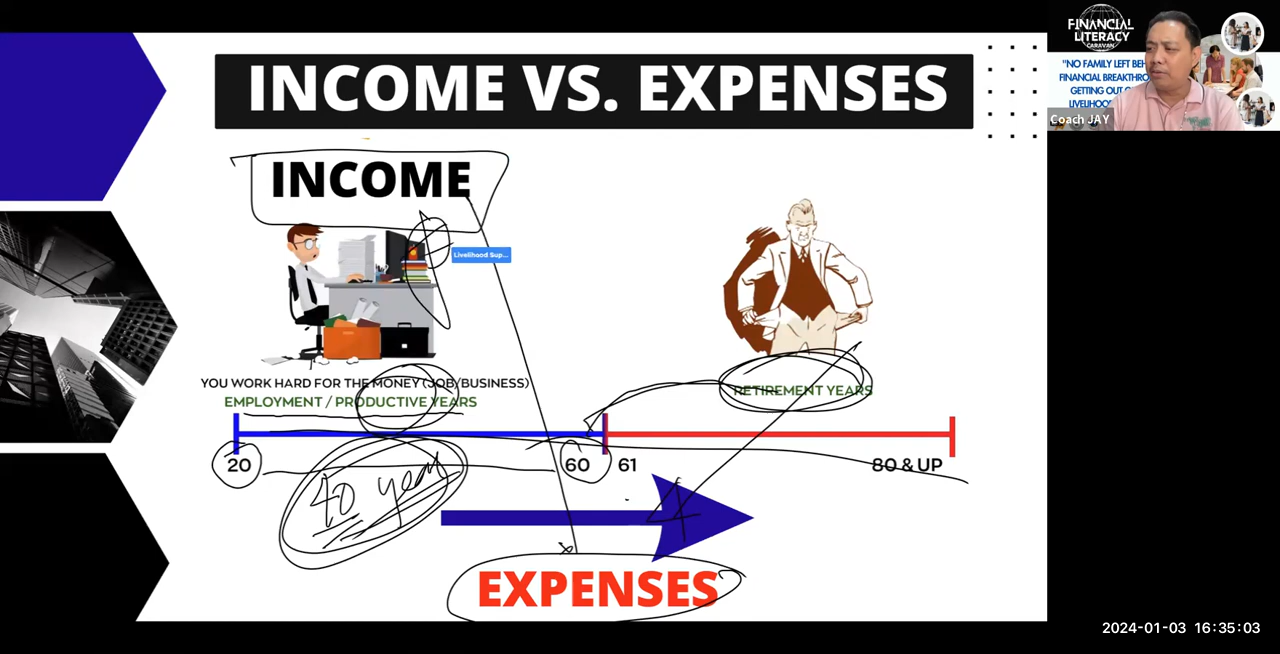 INCOME VS. EXPENSES
INCOME
Livelihood Sup...
YOU WORK HARD FOR THE MONEY (JOB/BUSINESS)
EMPLOYMENT / PRODUCTIVE YEARS
RETIREMENT YEARS
20
60
61
80 & UP
40 year
EXPENSES
FINANCIAL
LITERACY
CARAVAN
"NO FAMILY LEFT BEH
FINANCIAL BREAKTHRO
GETTING OUT O
LIVELIHOOD
Coach JAY
2024-01-03 16:35:03